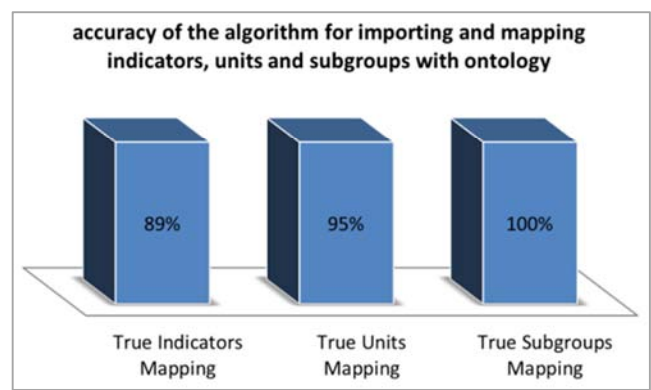 accuracy of the algorithm for importing and mapping
indicators, units and subgroups with ontology
89%
95%
100%
True Indicators
Mapping
True Units
Mapping
True Subgroups
Mapping